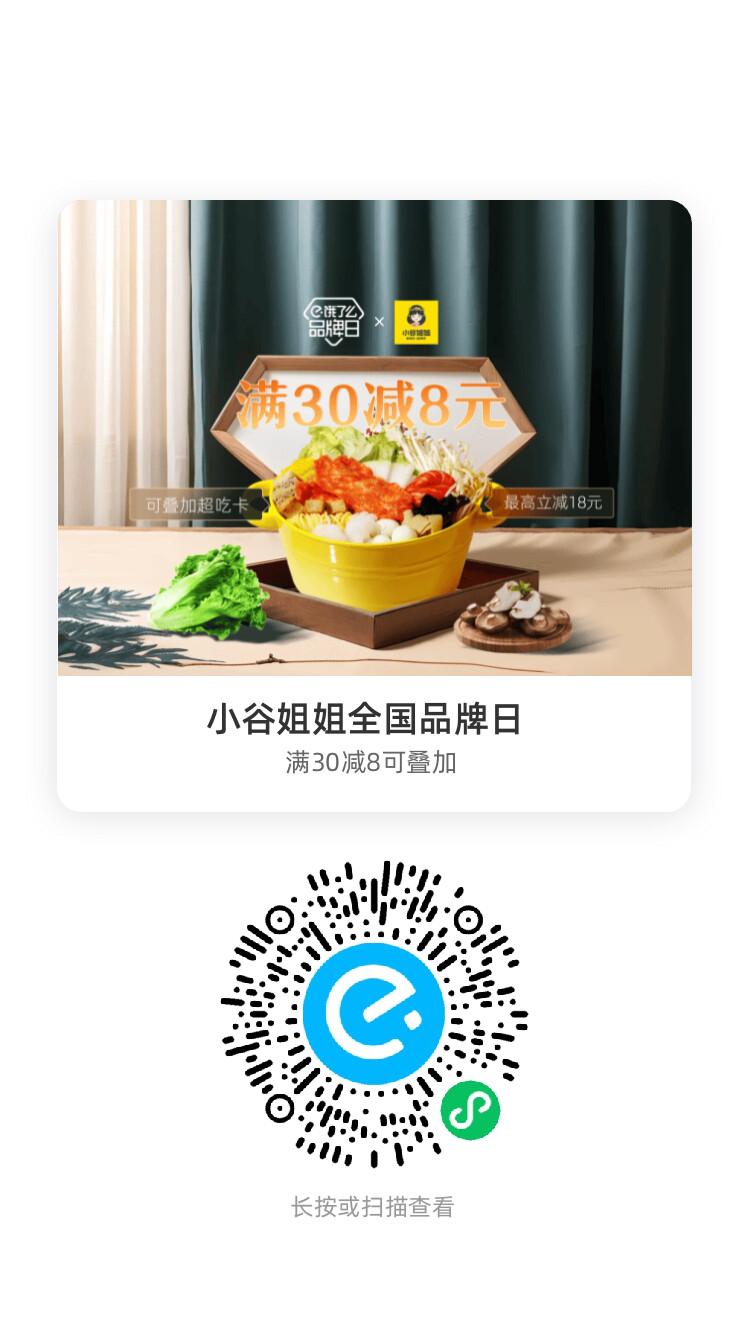 饿了么
品牌日
×
小谷姐姐
满30减8元
可叠加超吃卡
最高立减18元
小谷姐姐全国品牌日
满30减8可叠加
长按或扫描查看